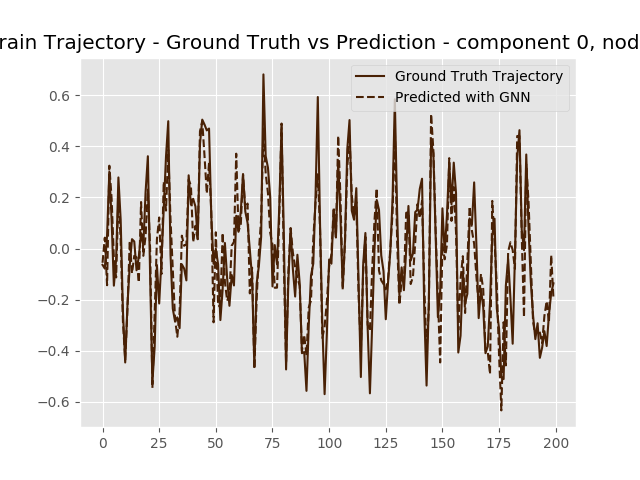 rain Trajectory - Ground Truth vs Prediction - component 0, nod
Ground Truth Trajectory
Predicted with GNN
0.6
0.4
0.2
0.0
−0.2
−0.4
−0.6
0 25 50 75 100 125 150 175 200